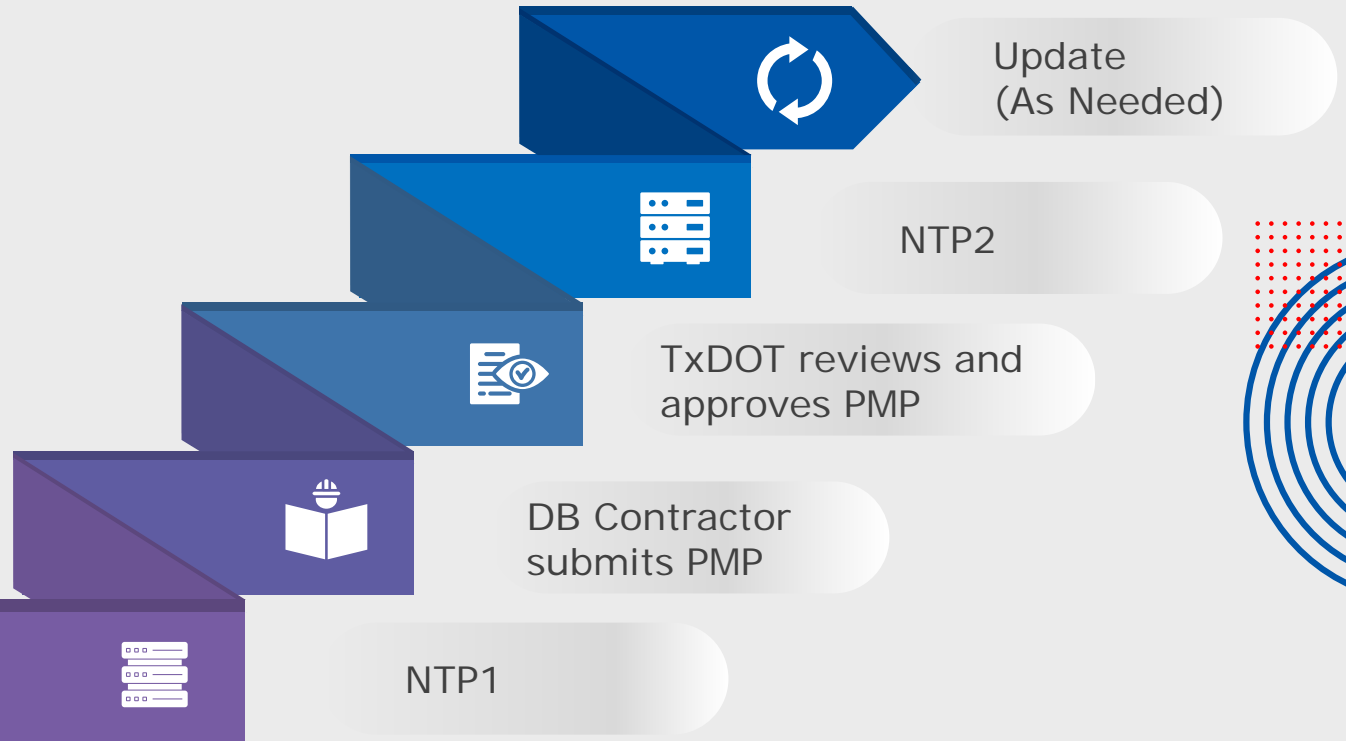 Update
(As Needed)
NTP2
TxDOT reviews and
approves PMP
DB Contractor
submits PMP
NTP1